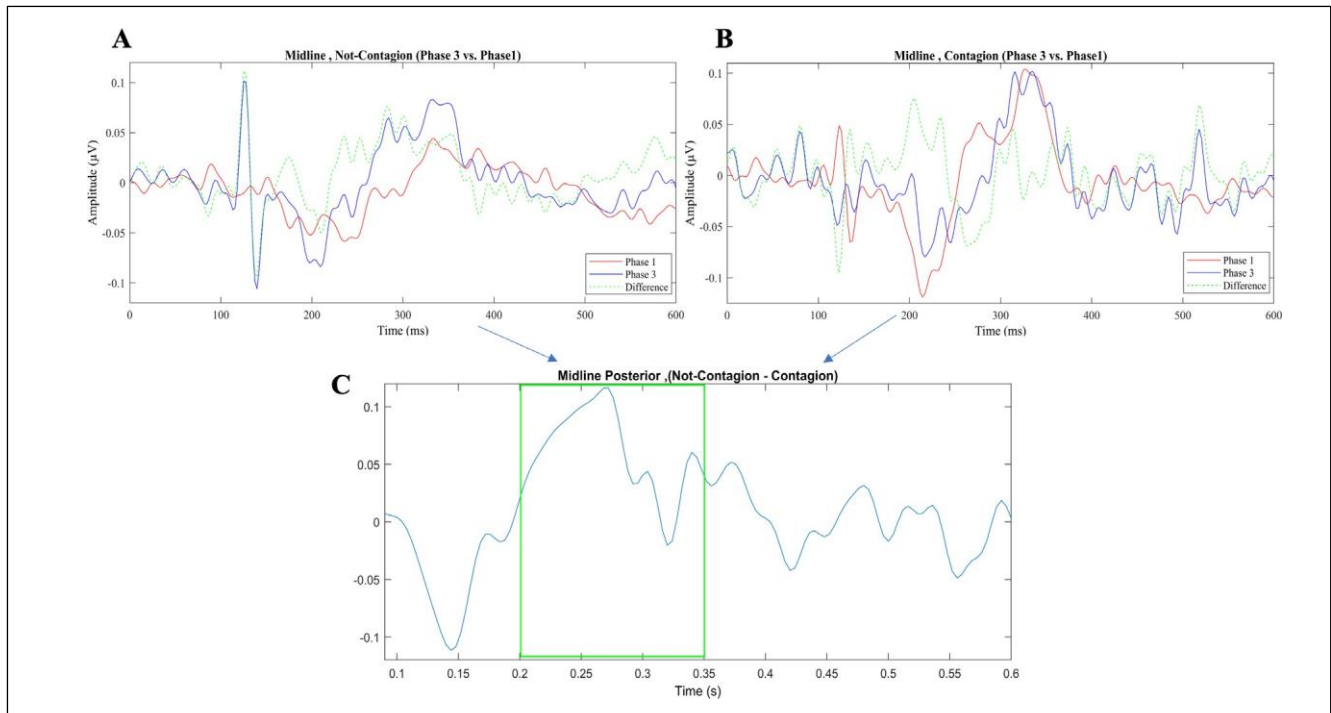 A
Midline , Not-Contagion (Phase 3 vs. Phase1)
Amplitude (µV)
0.1
0.05
0
-0.05
-0.1
Phase 1
Phase 3
Difference
0 100 200 300 400 500 600
Time (ms)
B
Midline , Contagion (Phase 3 vs. Phase1)
Amplitude (µV)
0.1
0.05
0
-0.05
-0.1
Phase 1
Phase 3
Difference
0 100 200 300 400 500 600
Time (ms)
C
Midline Posterior ,(Not-Contagion - Contagion)
0.1
0.05
0
-0.05
-0.1
0.1 0.15 0.2 0.25 0.3 0.35 0.4 0.45 0.5 0.55 0.6
Time (s)